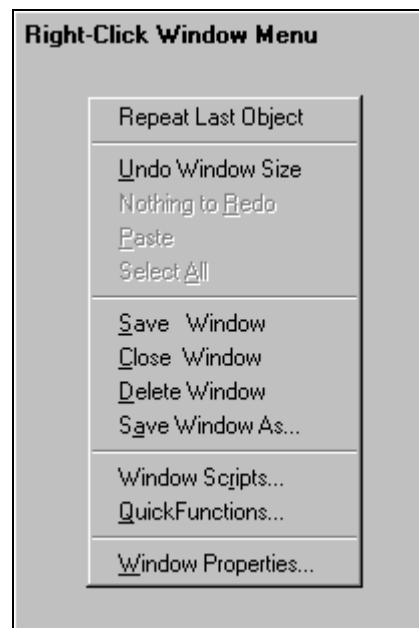 Right-Click Window Menu
Repeat Last Object
Undo Window Size
Nothing to Redo
Paste
Select All
Save Window
Close Window
Delete Window
Save Window As...
Window Scripts...
QuickFunctions...
Window Properties...